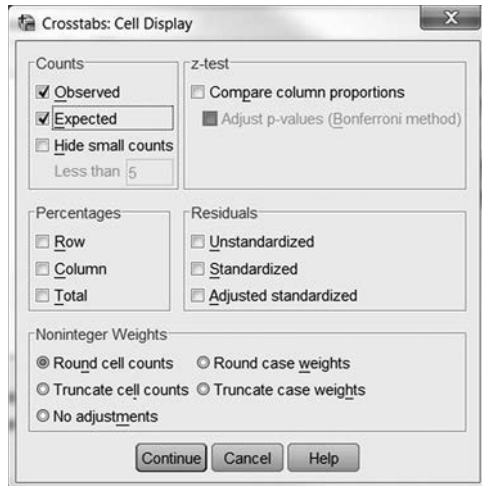 Crosstabs: Cell Display
X
Counts
Observed
Expected
Hide small counts
Less than 5
z-test
Compare column proportions
Adjust p-values (Bonferroni method)
Percentages
Row
Column
Total
Residuals
Unstandardized
Standardized
Adjusted standardized
Noninteger Weights
Round cell counts
Round case weights
Truncate cell counts
Truncate case weights
No adjustments
Continue
Cancel
Help